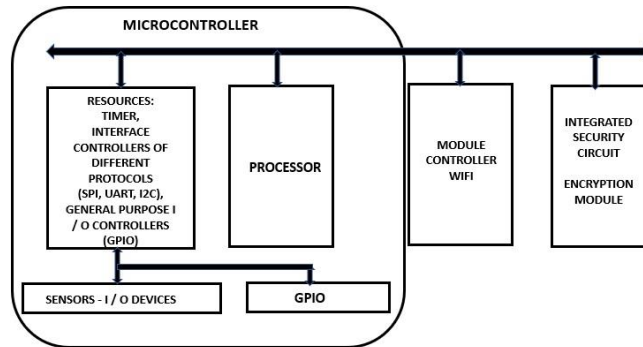 MICROCONTROLLER
RESOURCES:
TIMER,
INTERFACE
CONTROLLERS OF
DIFFERENT
PROTOCOLS
(SPI, UART, I2C),
GENERAL PURPOSE I
/ O CONTROLLERS
(GPIO)
PROCESSOR
MODULE
CONTROLLER
WIFI
INTEGRATED
SECURITY
CIRCUIT
ENCRYPTION
MODULE
SENSORS - I / O DEVICES
GPIO